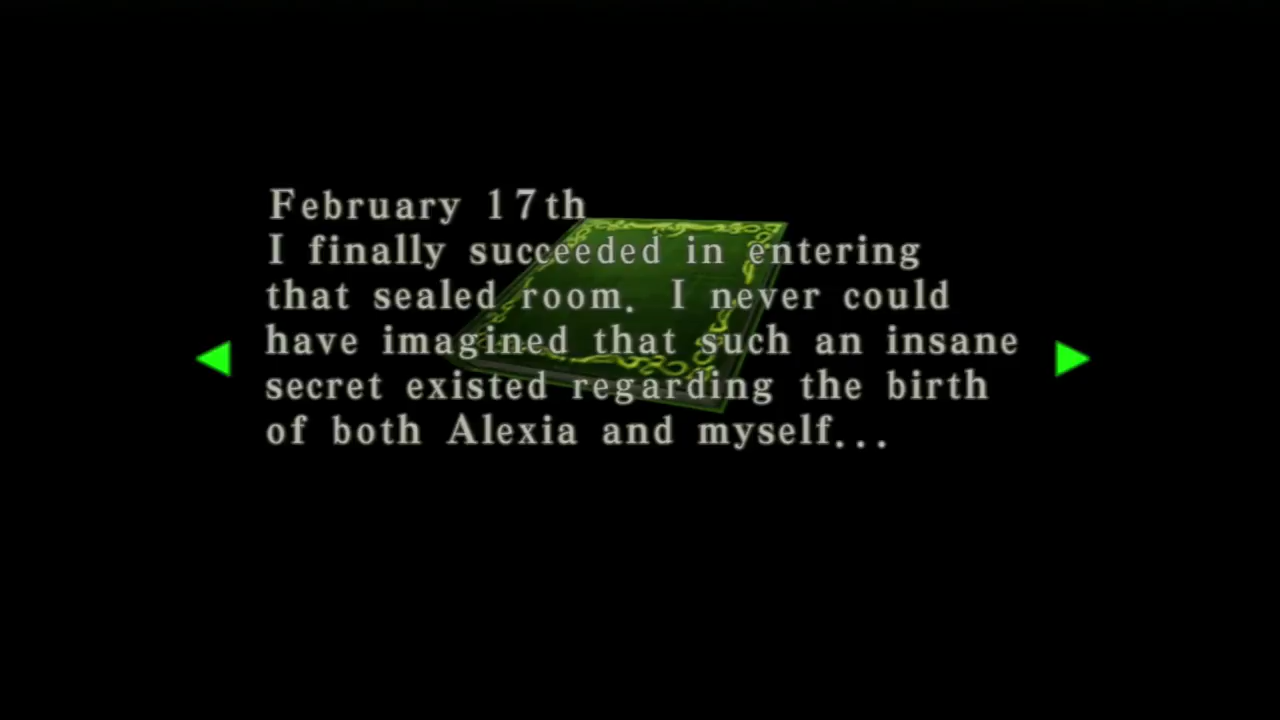 February 17th
I finally succeeded in entering
that sealed room. I never could
have imagined that such an insane
secret existed regarding the birth
of both Alexia and myself...